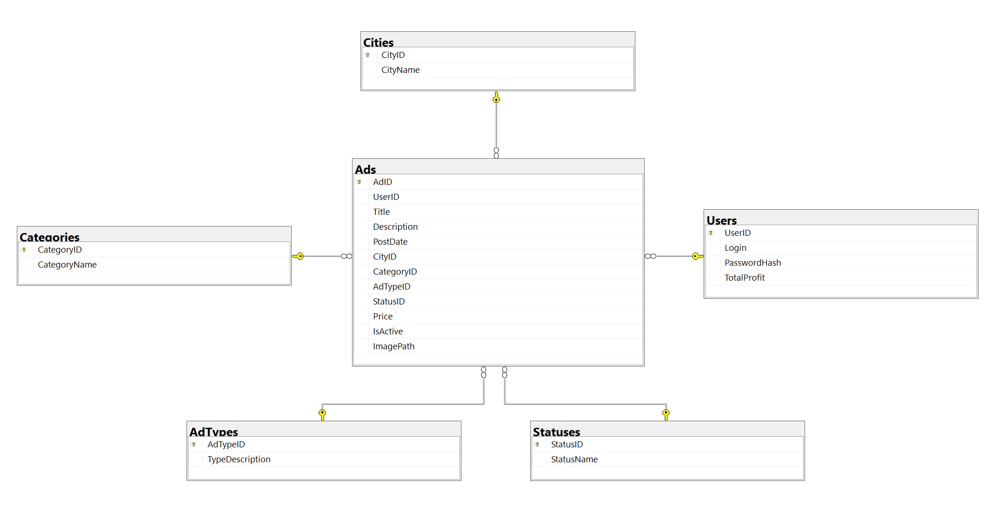 Cities
CityID
CityName
Ads
AdID
UserID
Title
Description
PostDate
CityID
CategoryID
AdTypeID
StatusID
Price
IsActive
ImagePath
Categories
CategoryID
CategoryName
Users
UserID
Login
PasswordHash
TotalProfit
AdTypes
AdTypeID
TypeDescription
Statuses
StatusID
StatusName